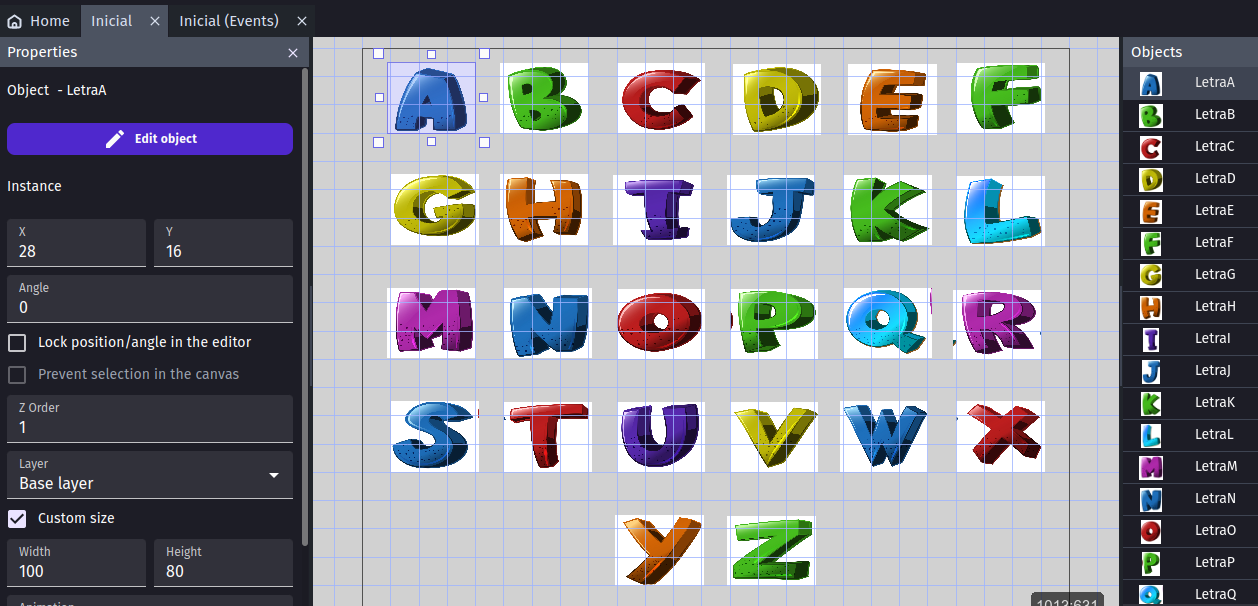 Home
Inicial
Inicial (Events)
Properties
Object - LetraA
Edit object
Instance
X
28
Y
16
Angle
0
Lock position/angle in the editor
Prevent selection in the canvas
Z Order
1
Layer
Base layer
Custom size
Width
100
Height
80
A B C D E F
G H I J K L
M N O P Q R
S T U V W X
Y Z
Objects
A LetraA
B LetraB
C LetraC
D LetraD
E LetraE
F LetraF
G LetraG
H LetraH
I LetraI
J LetraJ
K LetraK
L LetraL
M LetraM
N LetraN
O LetraO
P LetraP
Q LetraQ